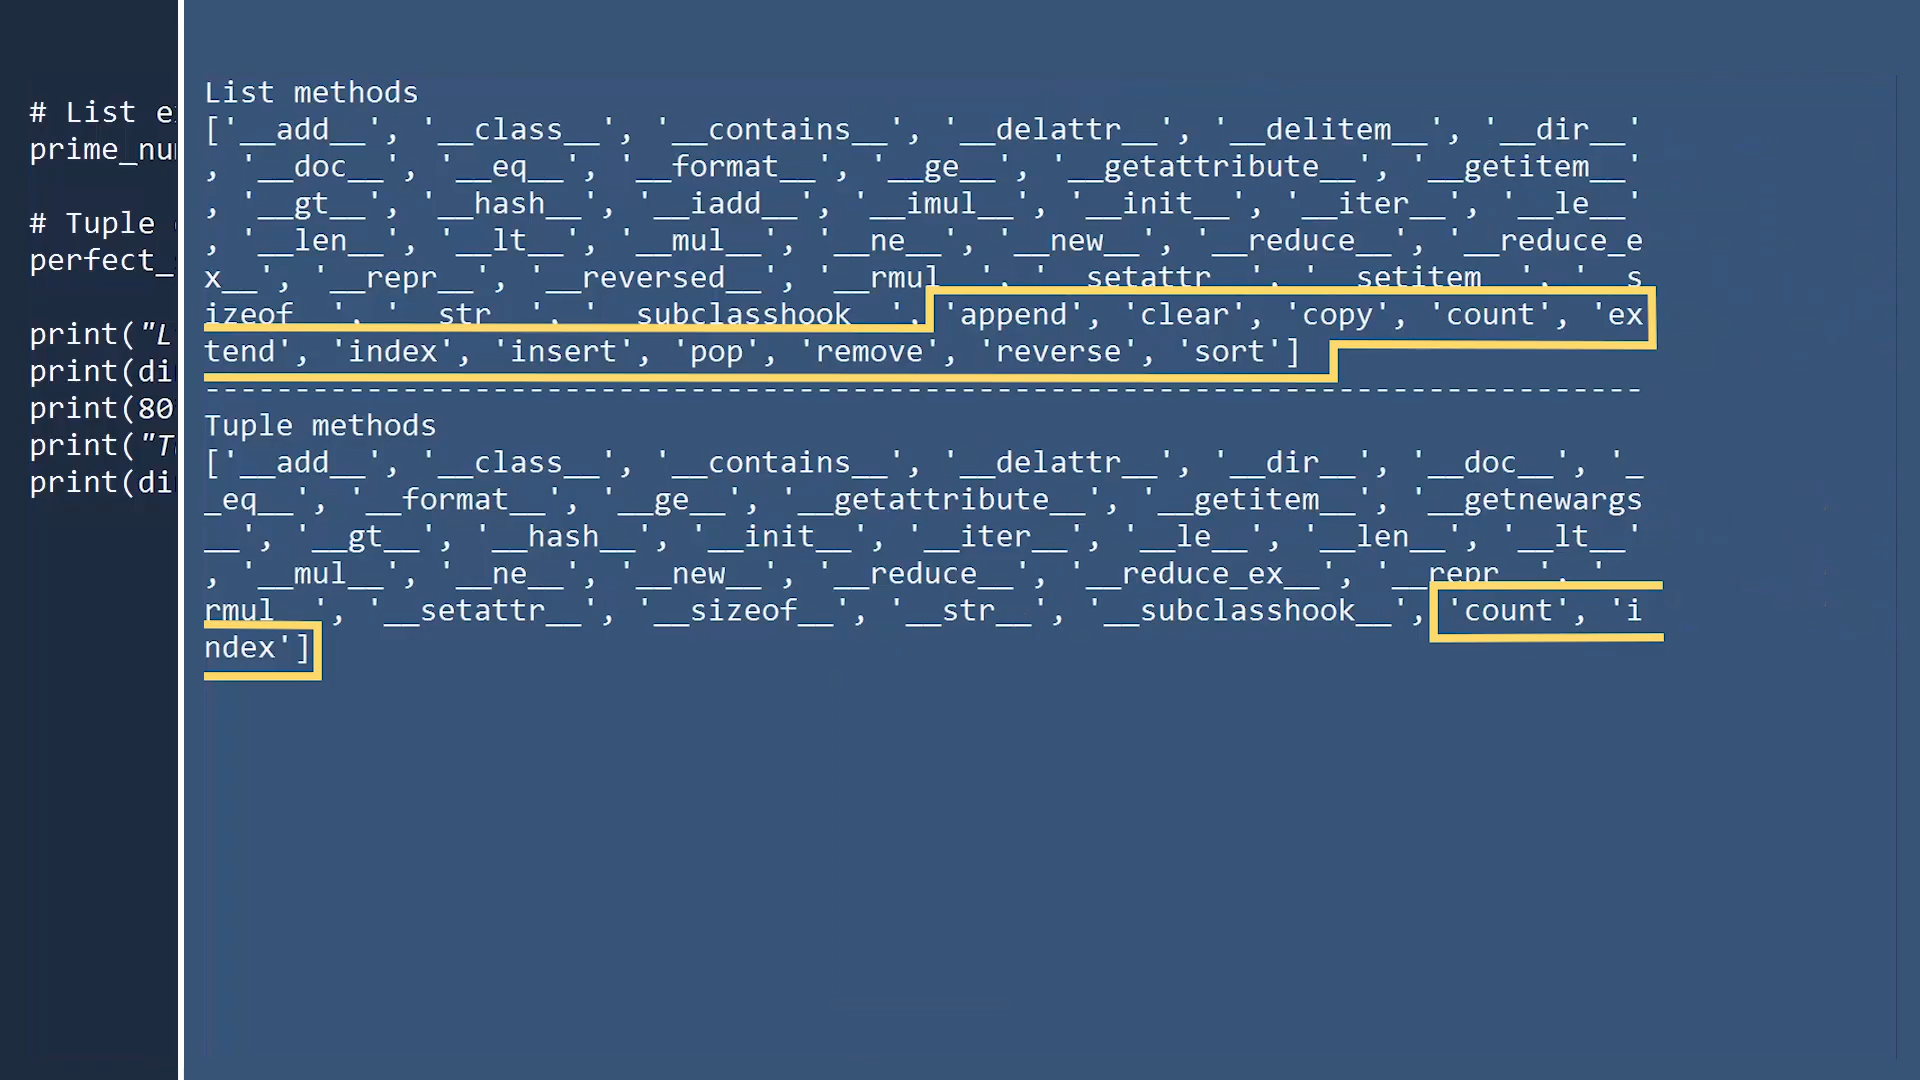 # List e
prime_nu
# Tuple
perfect_
print("L
print(di
print(80
print("T
print(di
List methods
['__add__', '__class__', '__contains__', '__delattr__', '__delitem__', '__dir__'
, '__doc__', '__eq__', '__format__', '__ge__', '__getattribute__', '__getitem__'
, '__gt__', '__hash__', '__iadd__', '__imul__', '__init__', '__iter__', '__le__'
, '__len__', '__lt__', '__mul__', '__ne__', '__new__', '__reduce__', '__reduce_e
x__', '__repr__', '__reversed__', '__rmul__', '__setattr__', '__setitem__', '__s
izeof__', '__str__', '__subclasshook__', 'append', 'clear', 'copy', 'count', 'ex
tend', 'index', 'insert', 'pop', 'remove', 'reverse', 'sort']
--------------------------------------------------------------------------------
Tuple methods
['__add__', '__class__', '__contains__', '__delattr__', '__dir__', '__doc__', '_
_eq__', '__format__', '__ge__', '__getattribute__', '__getitem__', '__getnewargs
__', '__gt__', '__hash__', '__init__', '__iter__', '__le__', '__len__', '__lt__'
, '__mul__', '__ne__', '__new__', '__reduce__', '__reduce_ex__', '__repr__', '__
rmul__', '__setattr__', '__sizeof__', '__str__', '__subclasshook__', 'count', 'i
ndex']